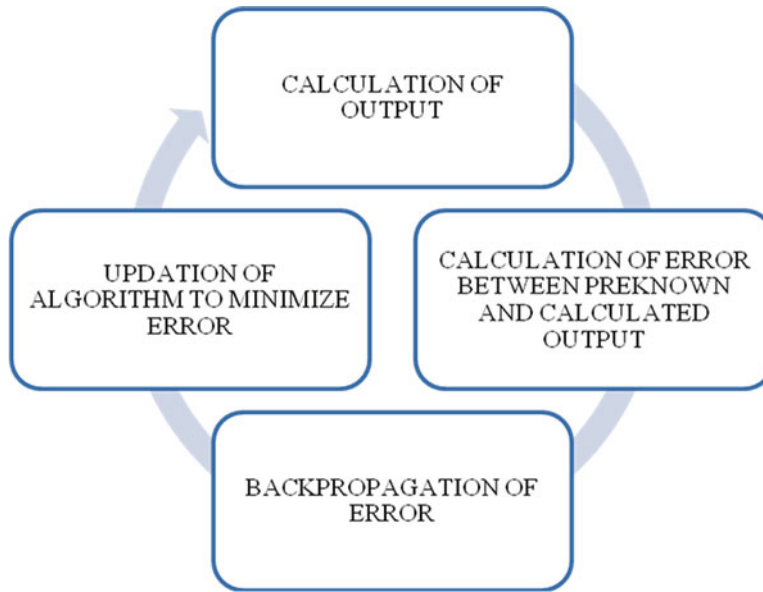 CALCULATION OF
OUTPUT
CALCULATION OF ERROR
BETWEEN PREKNOWN
AND CALCULATED
OUTPUT
BACKPROPAGATION OF
ERROR
UPDATION OF
ALGORITHM TO MINIMIZE
ERROR